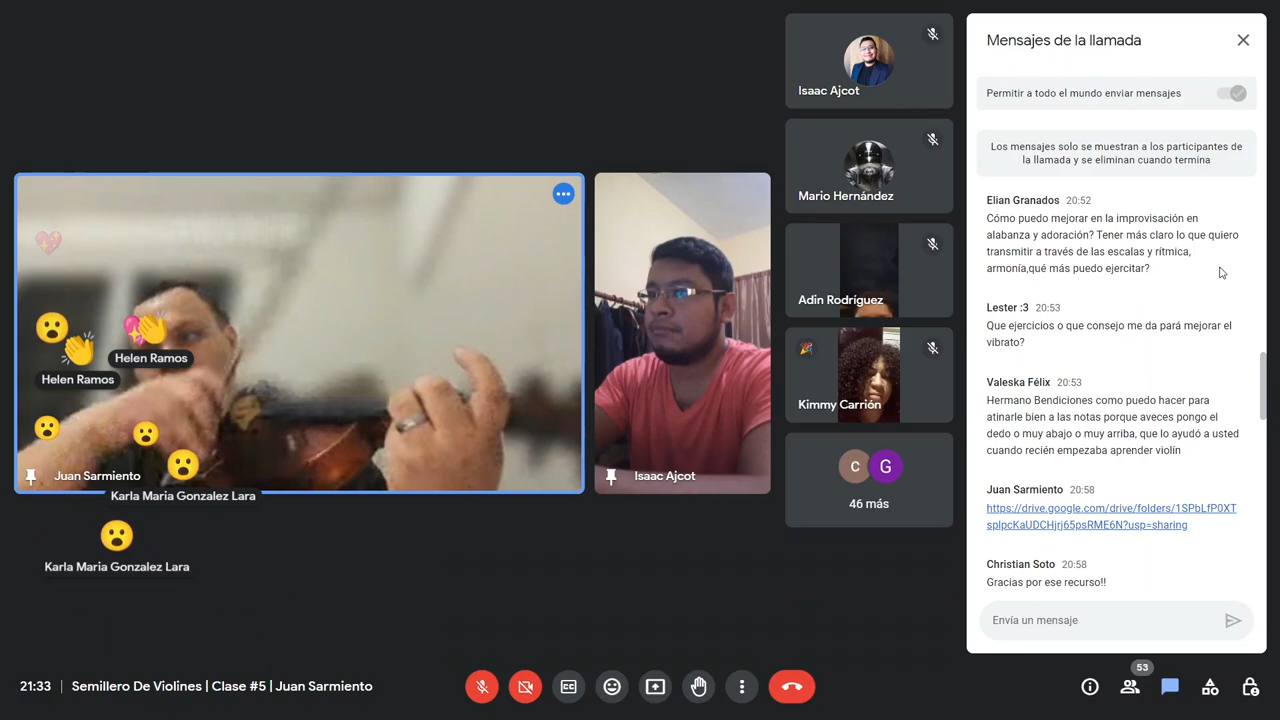 Isaac Ajcot
Mario Hernández
Adin Rodríguez
Kimmy Carrión
C
G
46 más
Helen Ramos
Helen Ramos
Juan Sarmiento
Karla Maria Gonzalez Lara
Karla Maria Gonzalez Lara
Isaac Ajcot
Mensajes de la llamada
Permitir a todo el mundo enviar mensajes
Los mensajes solo se muestran a los participantes de
la llamada y se eliminan cuando termina
Elian Granados 20:52
Cómo puedo mejorar en la improvisación en
alabanza y adoración? Tener más claro lo que quiero
transmitir a través de las escalas y rítmica,
armonía,qué más puedo ejercitar?
Lester :3 20:53
Que ejercicios o que consejo me da pará mejorar el
vibrato?
Valeska Félix 20:53
Hermano Bendiciones como puedo hacer para
atinarle bien a las notas porque aveces pongo el
dedo o muy abajo o muy arriba, que lo ayudó a usted
cuando recién empezaba aprender violín
Juan Sarmiento 20:58
https://drive.google.com/drive/folders/1SPbLfP0XT
splpcKaUDCHjrj65psRME6N?usp=sharing
Christian Soto 20:58
Gracias por ese recurso!!
Envía un mensaje
21:33 | Semillero De Violines | Clase #5 | Juan Sarmiento
53